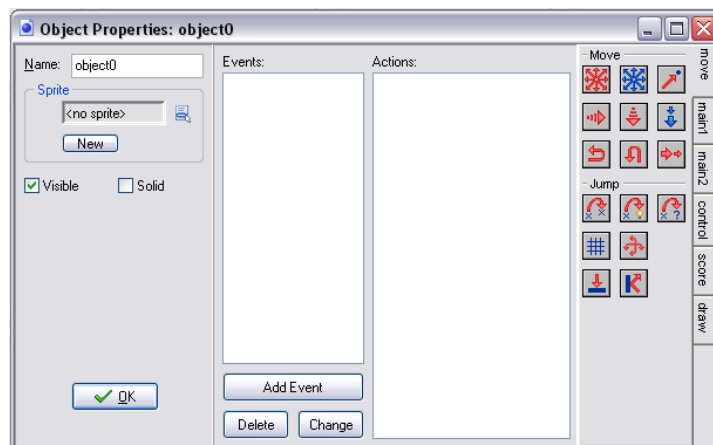 Object Properties: object0
Name: object0
Sprite
<no sprite>
New
Visible Solid
OK
Events:
Add Event
Delete Change
Actions:
Move
Jump
move
main1
main2
control
score
draw